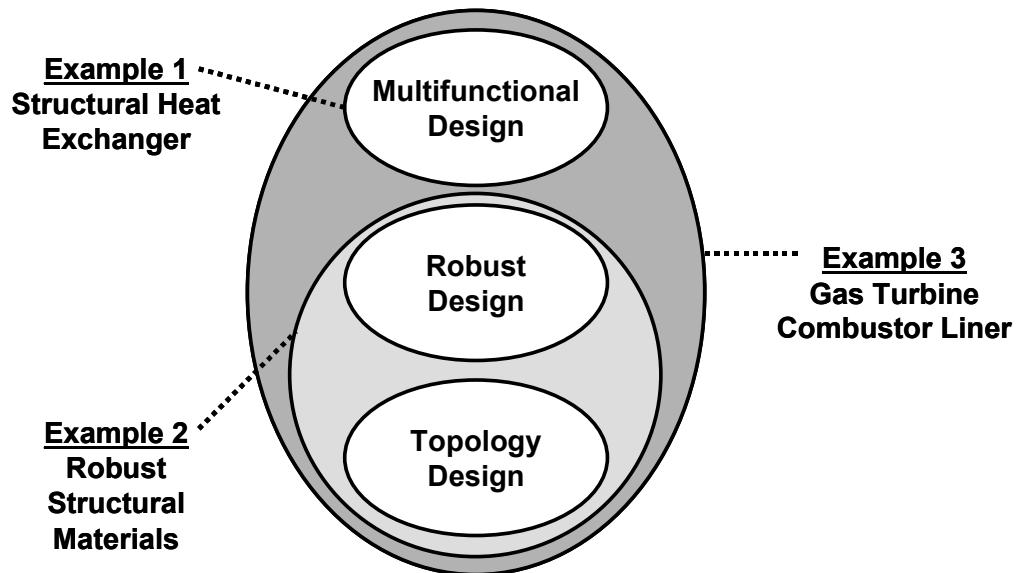 Example 1
Structural Heat
Exchanger
Multifunctional
Design
Robust
Design
Example 3
Gas Turbine
Combustor Liner
Example 2
Robust
Structural
Materials
Topology
Design